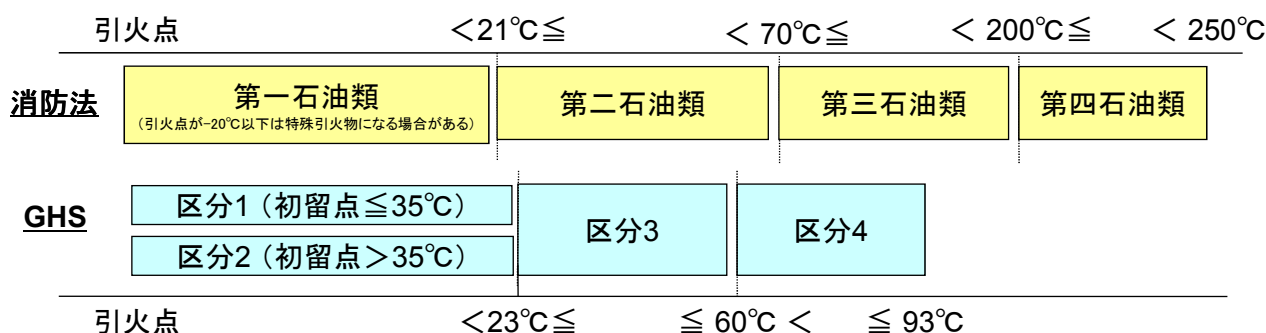 引火点 <21℃≦ < 70℃≦ < 200℃≦ < 250℃
消防法
第一石油類
（引火点が-20℃以下は特殊引火物になる場合がある）
第二石油類
第三石油類
第四石油類
GHS
区分1（初留点≦35℃）
区分2（初留点＞35℃）
区分3
区分4
引火点 <23℃≦ ≦ 60℃ < ≦ 93℃